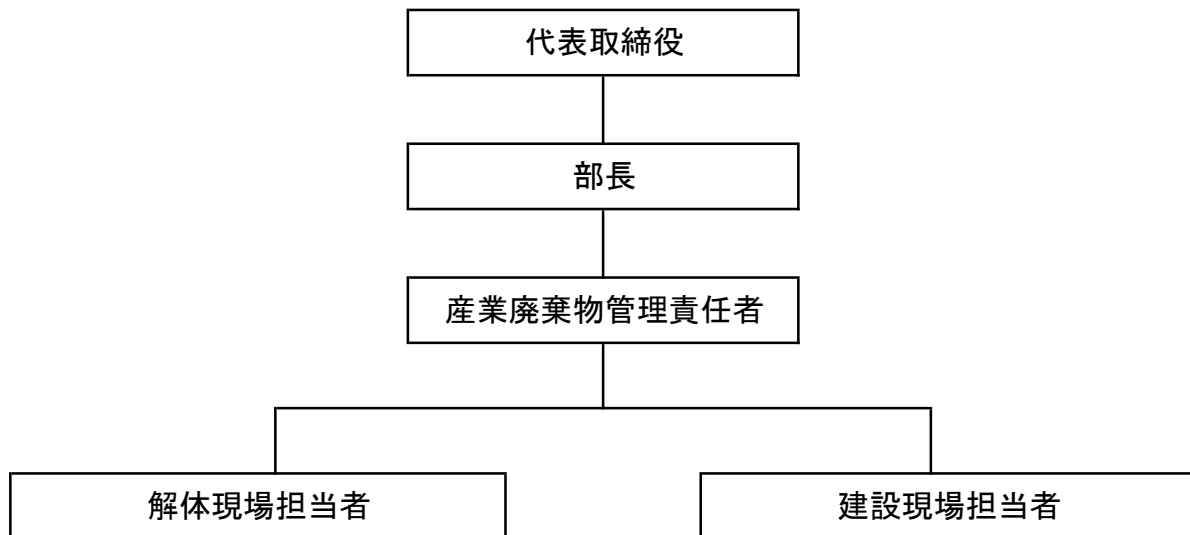 代表取締役
部長
産業廃棄物管理責任者
解体現場担当者
建設現場担当者